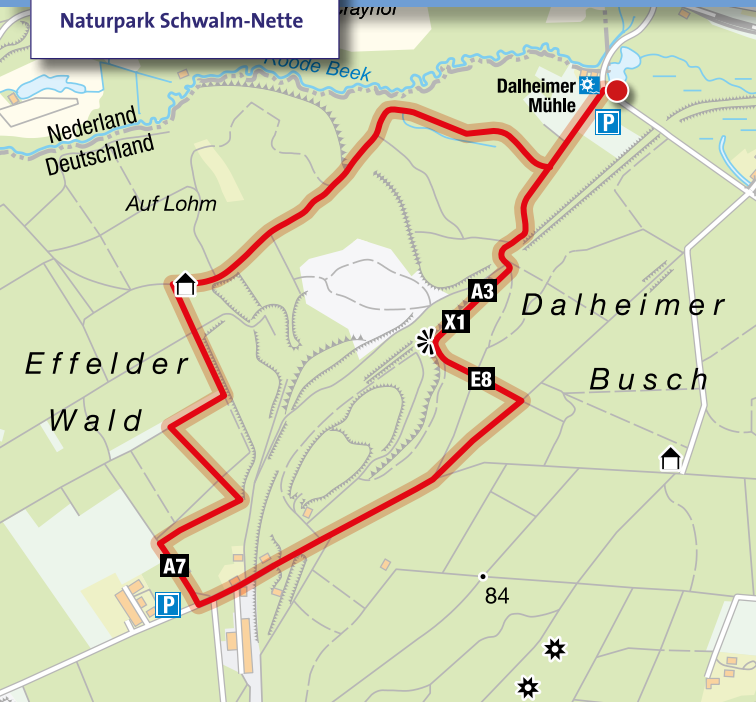 Naturpark Schwalm-Nette
Roode Beek
Dalheimer
Mühle
P
Nederland
Deutschland
Auf Lohm
A3
Dalheimer
X1
Effelder
E8
Busch
Wald
A7
P
84